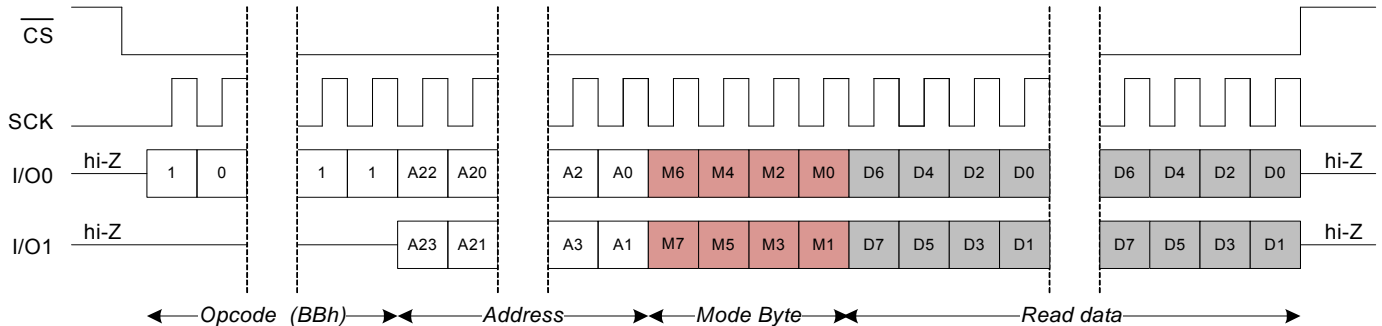 CS
SCK
I/O0 hi-Z 1 0 1 1 A22 A20 A2 A0 M6 M4 M2 M0 D6 D4 D2 D0 D6 D4 D2 D0 hi-Z
I/O1 hi-Z A23 A21 A3 A1 M7 M5 M3 M1 D7 D5 D3 D1 D7 D5 D3 D1 hi-Z
Opcode (BBh) Address Mode Byte Read data